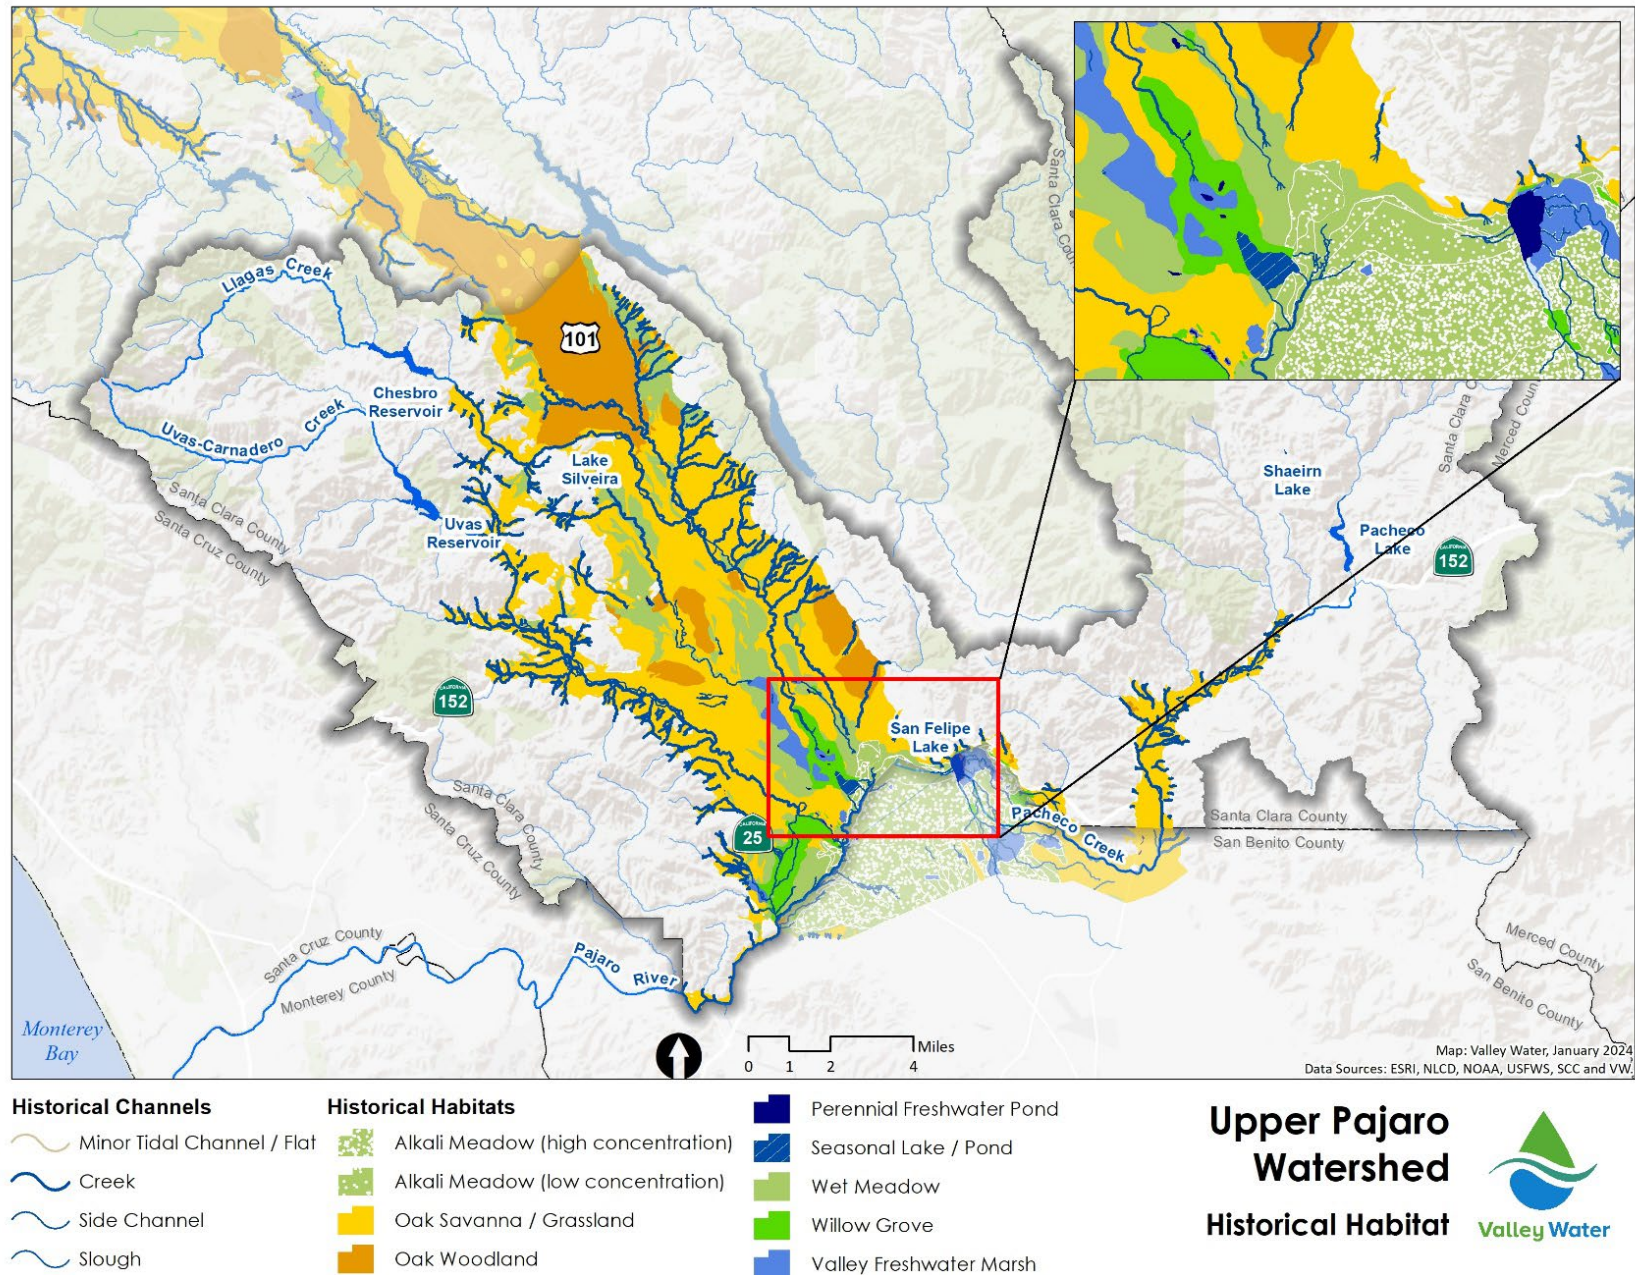 Llagas Creek
101
Chesbro
Reservoir
Uvas-Carnadero Creek
Lake
Silveira
Uvas
Reservoir
Santa Clara County
Santa Cruz County
CALIFORNIA
152
Santa Clara County
Santa Cruz County
San Felipe
Lake
CALIFORNIA
25
Pacheco Creek
Shaeirn
Lake
Pacheco
Lake
CALIFORNIA
152
Santa Clara
Merced
Santa Clara
Santa Clara County
San Benito County
Merced County
San Benito County
Santa Cruz County
Monterey County
Pajaro River
Monterey
Bay
0 1 2 4
Miles
Map: Valley Water, January 2024
Data Sources: ESRI, NLCD, NOAA, USFWS, SCC and VW.
Historical Channels
Minor Tidal Channel / Flat
Creek
Side Channel
Slough
Historical Habitats
Alkali Meadow (high concentration)
Alkali Meadow (low concentration)
Oak Savanna / Grassland
Oak Woodland
Perennial Freshwater Pond
Seasonal Lake / Pond
Wet Meadow
Willow Grove
Valley Freshwater Marsh
Upper Pajaro
Watershed
Historical Habitat
Valley Water